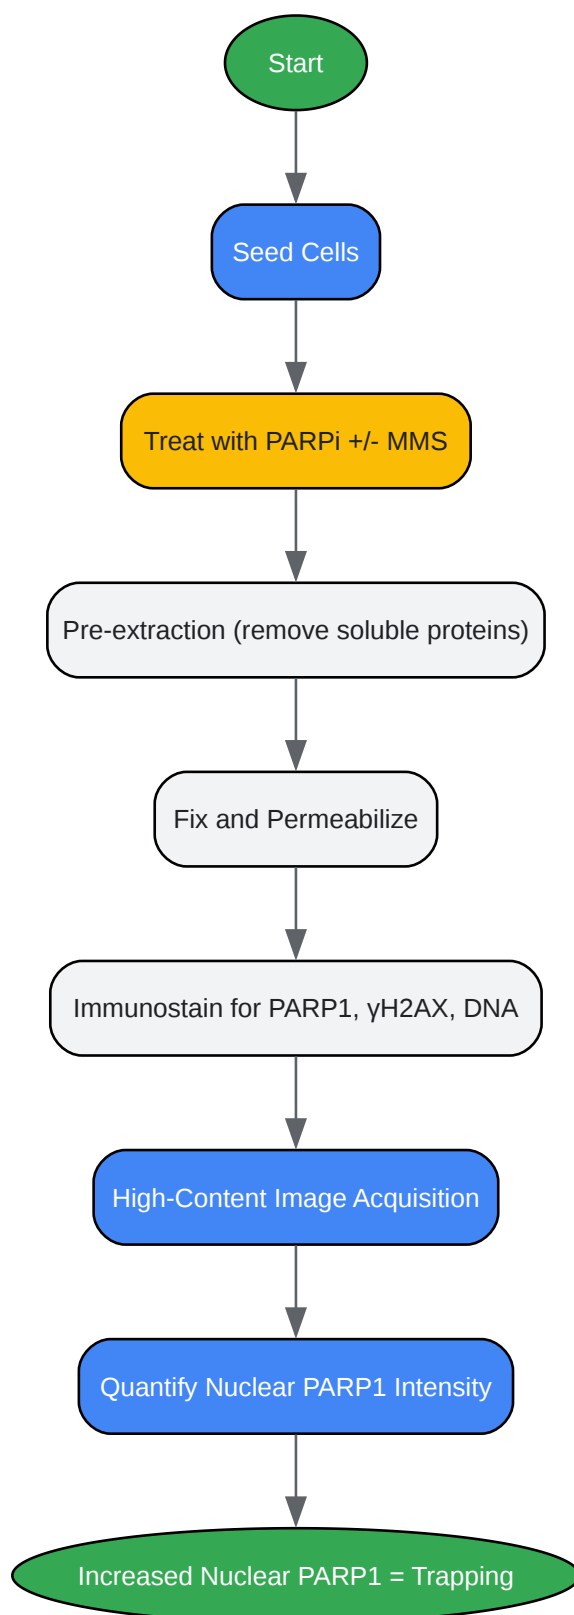 Start
Seed Cells
Treat with PARPi +/- MMS
Pre-extraction (remove soluble proteins)
Fix and Permeabilize
Immunostain for PARP1, γH2AX, DNA
High-Content Image Acquisition
Quantify Nuclear PARP1 Intensity
Increased Nuclear PARP1 = Trapping